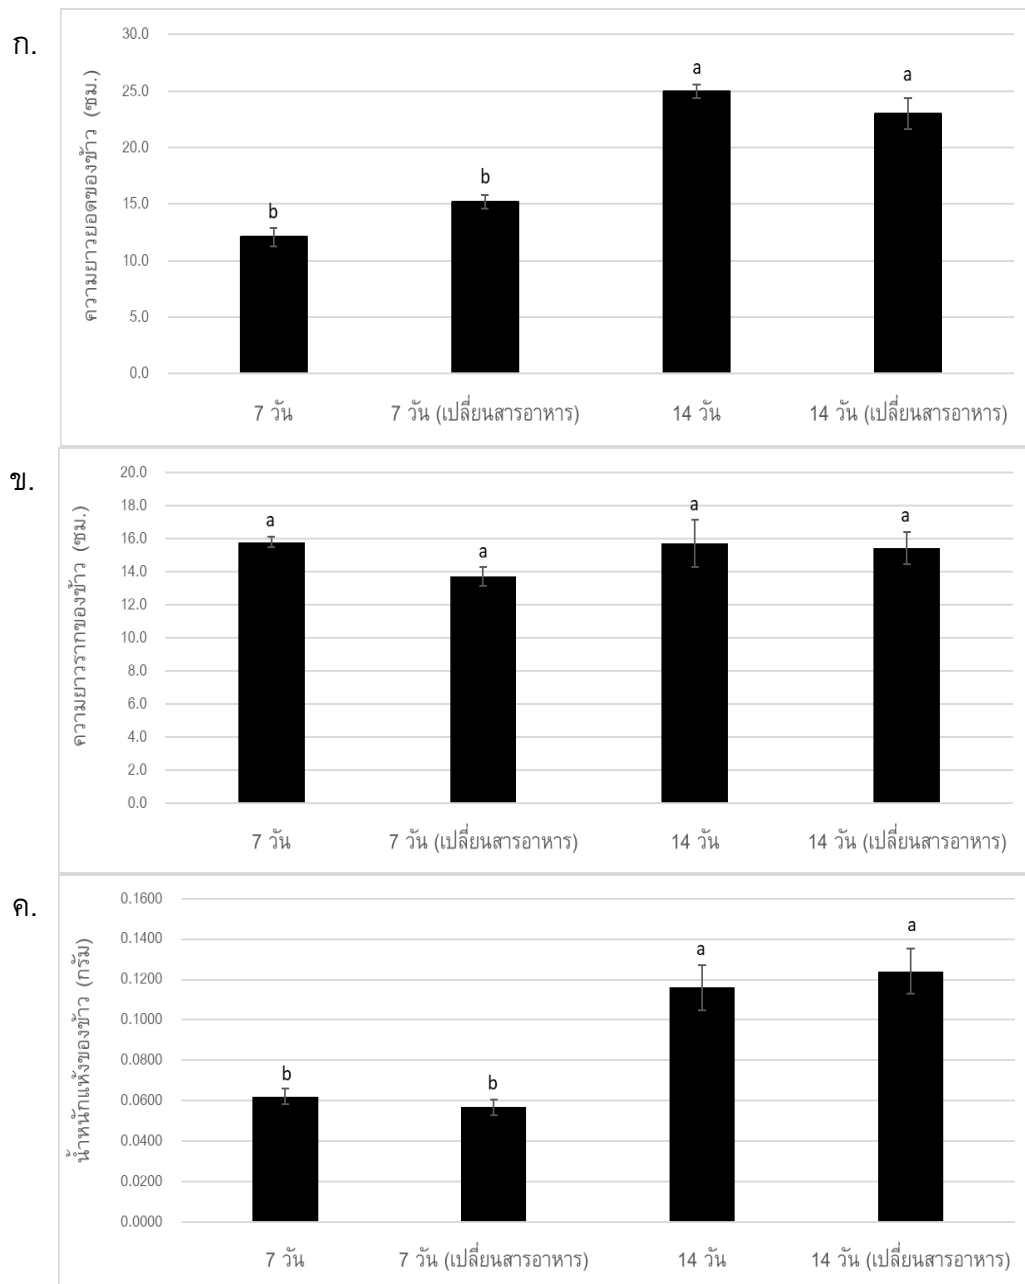 ก.
ความยาวยอดของข้าว (ซม.)
30.0
25.0
20.0
15.0
10.0
5.0
0.0
b
b
a
a
7 วัน
7 วัน (เปลี่ยนสารอาหาร)
14 วัน
14 วัน (เปลี่ยนสารอาหาร)
ข.
ความยาวรากของข้าว (ซม.)
20.0
18.0
16.0
14.0
12.0
10.0
8.0
6.0
4.0
2.0
0.0
a
a
a
a
7 วัน
7 วัน (เปลี่ยนสารอาหาร)
14 วัน
14 วัน (เปลี่ยนสารอาหาร)
ค.
น้ำหนักแห้งของข้าว (กรัม)
0.1600
0.1400
0.1200
0.1000
0.0800
0.0600
0.0400
0.0200
0.0000
b
b
a
a
7 วัน
7 วัน (เปลี่ยนสารอาหาร)
14 วัน
14 วัน (เปลี่ยนสารอาหาร)